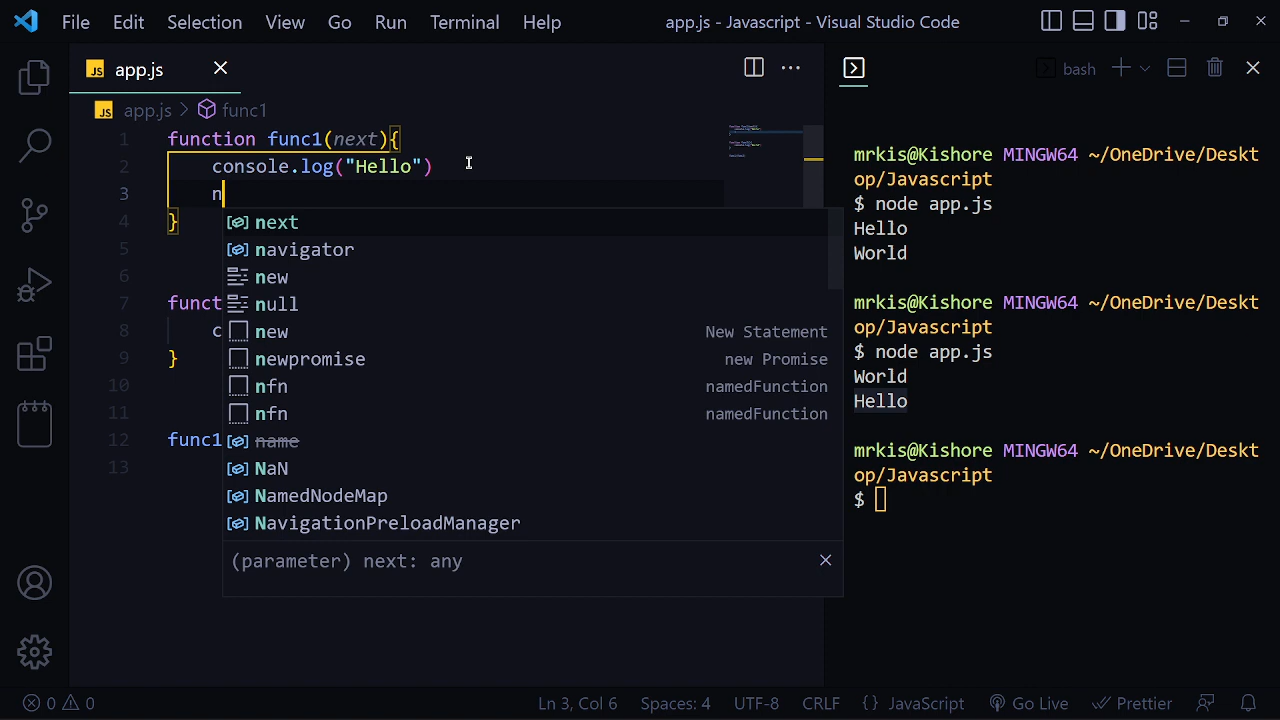 File Edit Selection View Go Run Terminal Help app.js - Javascript - Visual Studio Code
JS app.js
bash
JS app.js > func1
1 function func1(next){
2 console.log("Hello")
3 n
4 }
5
6
7 funct
8 c
9 }
10
11
12 func1
13
next
navigator
new
null
new New Statement
newpromise new Promise
nfn namedFunction
nfn namedFunction
name
NaN
NamedNodeMap
NavigationPreloadManager
(parameter) next: any
mrkis@Kishore MINGW64 ~/OneDrive/Deskt
op/Javascript
$ node app.js
Hello
World
mrkis@Kishore MINGW64 ~/OneDrive/Deskt
op/Javascript
$ node app.js
World
Hello
mrkis@Kishore MINGW64 ~/OneDrive/Deskt
op/Javascript
$
0 0 Ln 3, Col 6 Spaces: 4 UTF-8 CRLF {} JavaScript Go Live Prettier